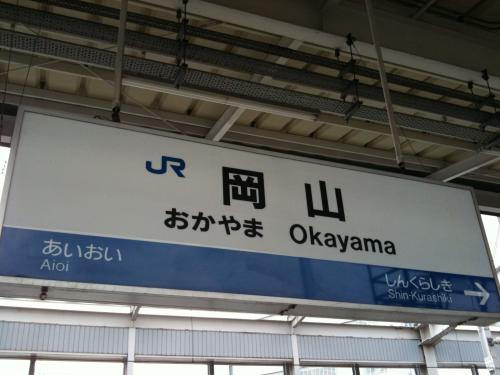 JR 岡山
おかやま Okayama
あいおい
Aioi
しんくらしき
Shin-Kurashiki →